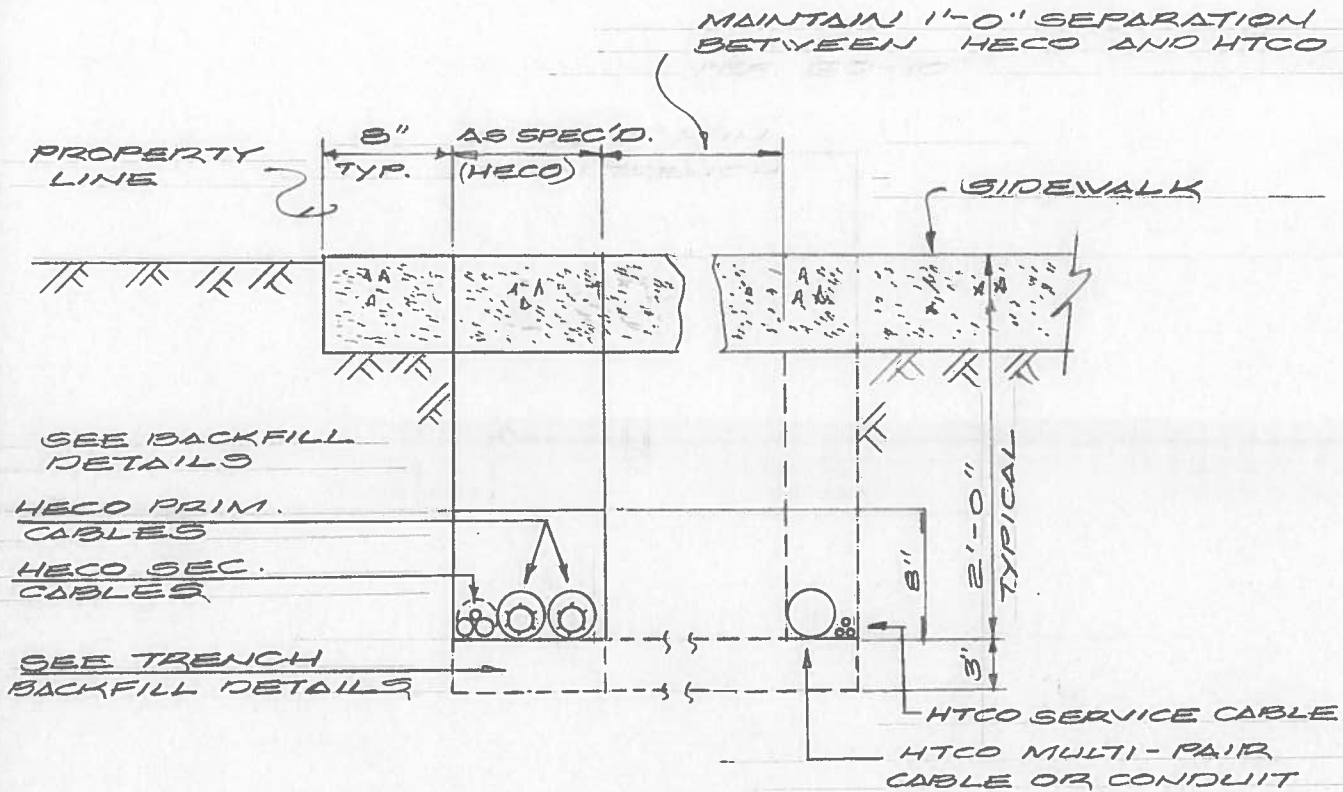 MAINTAIN 1'-0" SEPARATION
BETWEEN HECO AND HTCO
8"
TYP.
AS SPEC'D.
(HECO)
PROPERTY
LINE
SIDEWALK
SEE BACKFILL
DETAILS
HECO PRIM.
CABLES
HECO SEC.
CABLES
SEE TRENCH
BACKFILL DETAILS
8'
2'-0"
TYPICAL
3'
HTCO SERVICE CABLE
HTCO MULTI-PAIR
CABLE OR CONDUIT